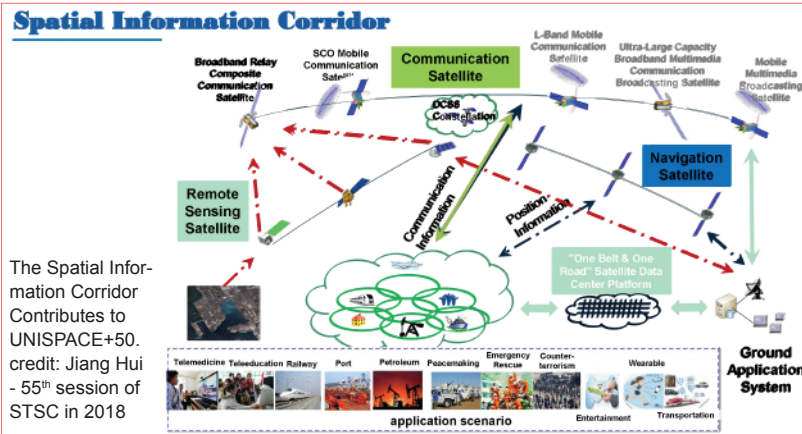 Spatial Information Corridor
Broadband Relay
Composite
Communication
Satellite
SCO Mobile
Communication
Satellite
Communication
Satellite
L-Band Mobile
Communication
Satellite
Ultra-Large Capacity
Broadband Multimedia
Communication
Broadcasting Satellite
Mobile
Multimedia
Broadcasting
Satellite
Constellation
Remote
Sensing
Satellite
Navigation
Satellite
Communication
Information
Position
Information
"One Belt & One
Road" Satellite Data
Center Platform
The Spatial Infor-
mation Corridor
Contributes to
UNISPACE+50.
credit: Jiang Hui
- 55th session of
STSC in 2018
Ground
Application
System
Telemedicine
Teleeducation
Railway
Port
Petroleum
Peacemaking
Emergency
Rescue
Counter-
terrorism
Wearable
Entertainment
Transportation
application scenario